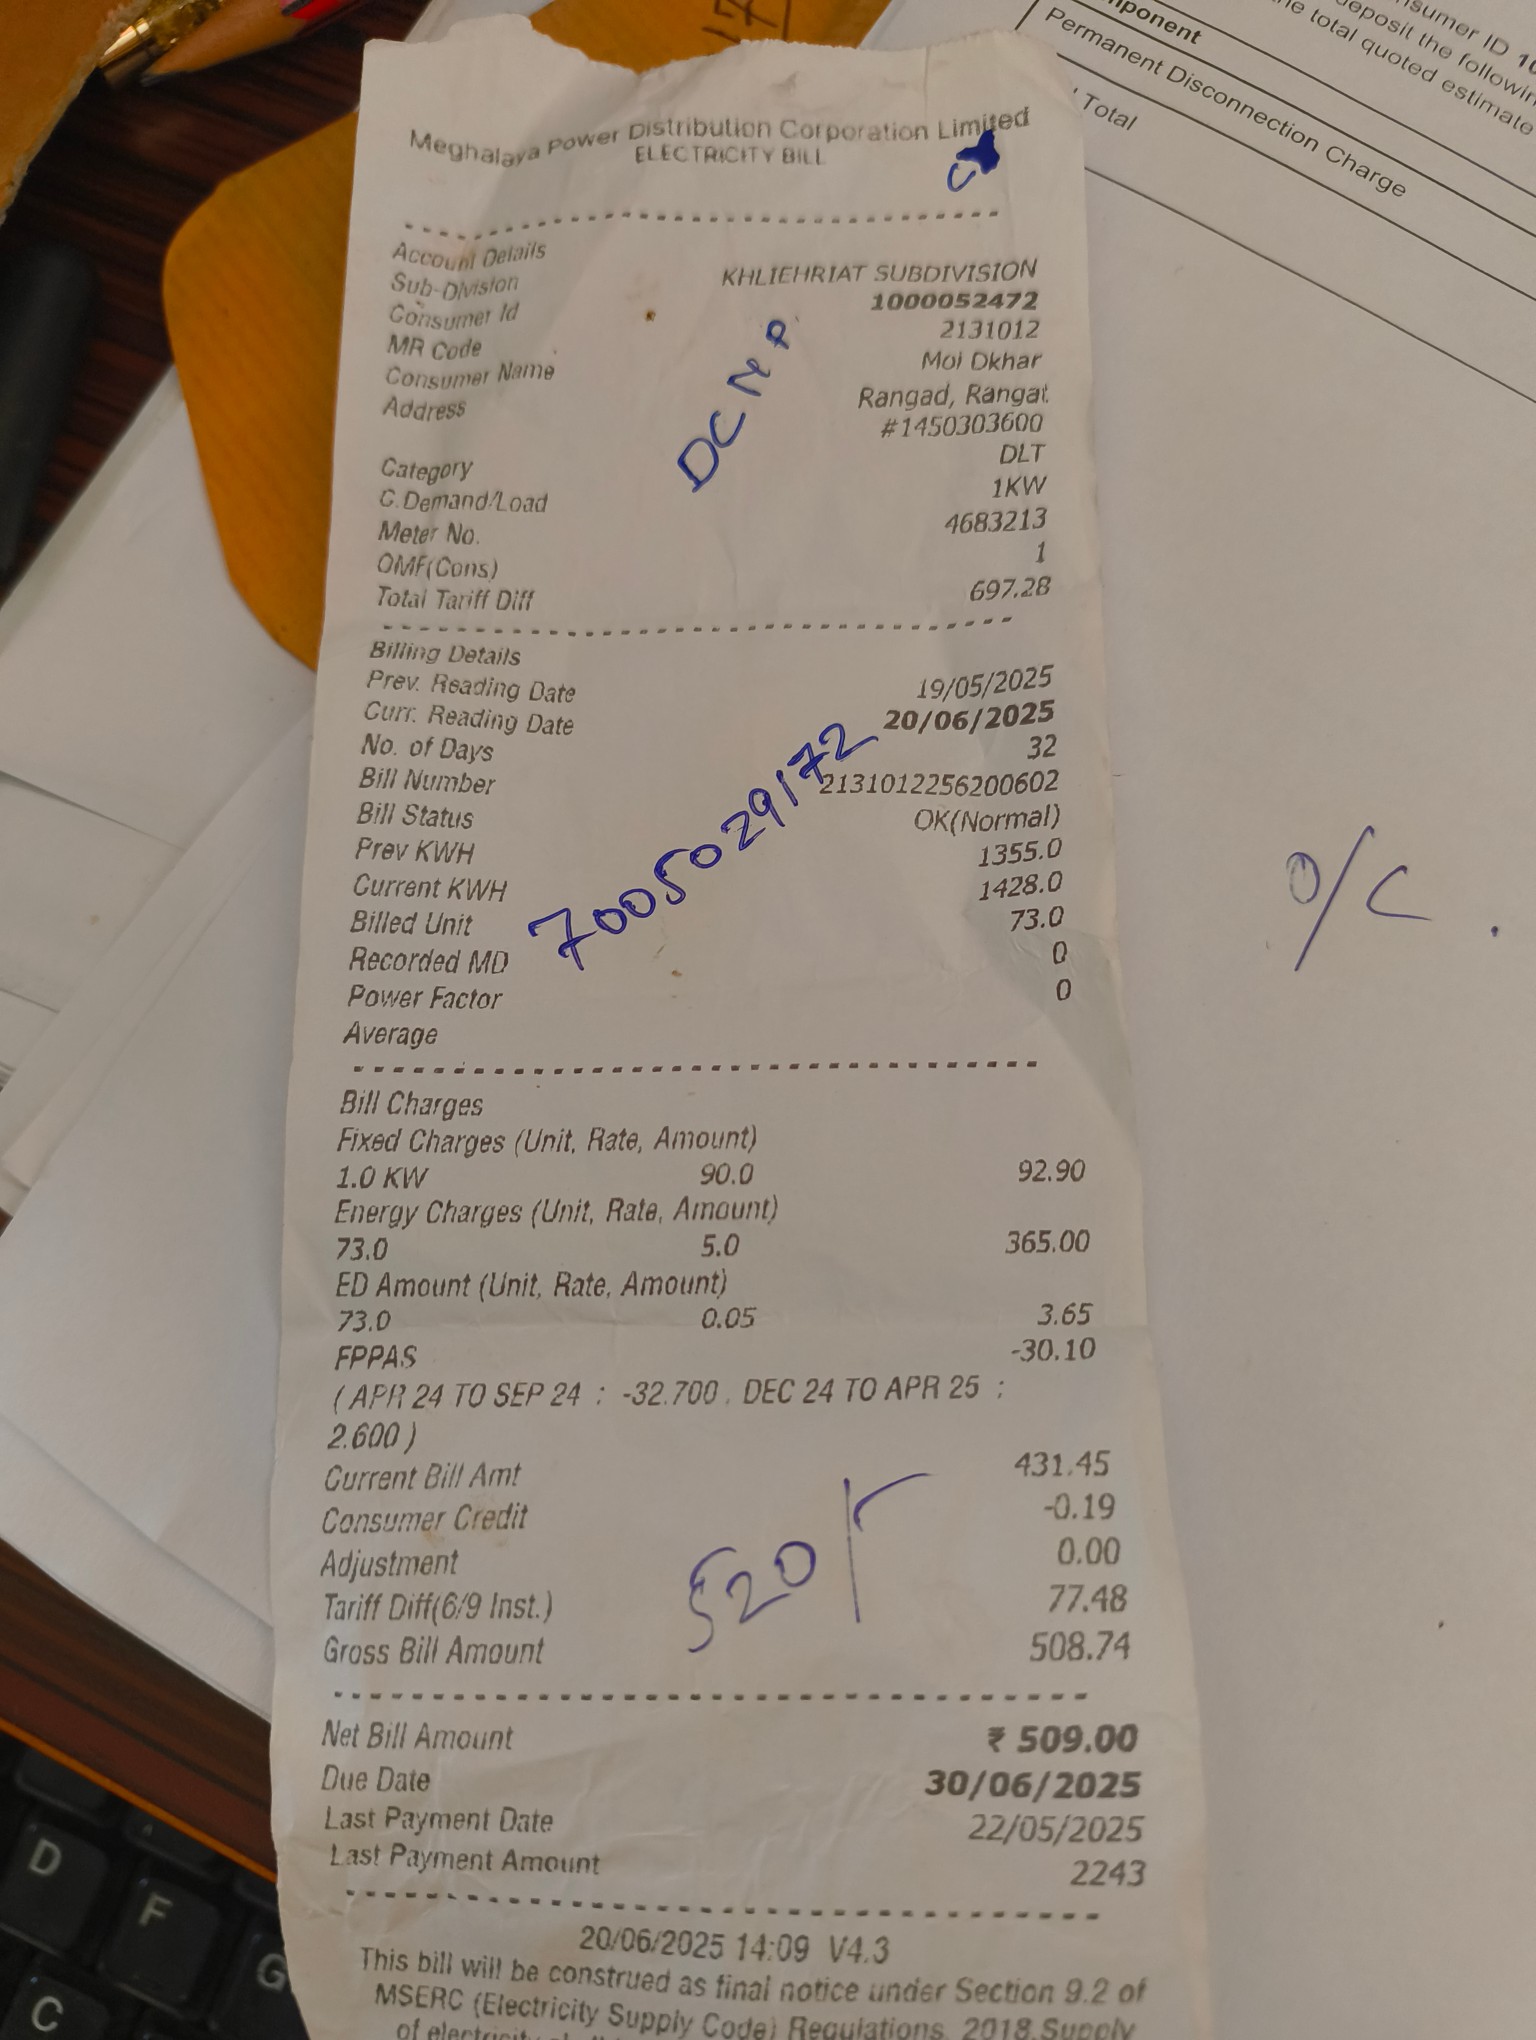 Meghalaya Power Distribution Corporation Limited
ELECTRICITY BILL
Account Details
Sub-Division KHLIEHRIAT SUBDIVISION
Consumer Id 1000052472
MR Code 2131012
Consumer Name Mol Dkhar
Address Rangad, Rangat,
#1450303600
Category DLT
C.Demand/Load 1KW
Meter No. 4683213
OMF(Cons) 1
Total Tariff Diff 697.28
Billing Details
Prev. Reading Date 19/05/2025
Curr. Reading Date 20/06/2025
No. of Days 32
Bill Number 2131012256200602
Bill Status OK(Normal)
Prev KWH 1355.0
Current KWH 1428.0
Billed Unit 73.0
Recorded MD 0
Power Factor 0
Average
7005029172
Bill Charges
Fixed Charges (Unit, Rate, Amount)
1.0 KW 90.0 92.90
Energy Charges (Unit, Rate, Amount)
73.0 5.0 365.00
ED Amount (Unit, Rate, Amount)
73.0 0.05 3.65
FPPAS -30.10
( APR 24 TO SEP 24 : -32.700 , DEC 24 TO APR 25 :
2.600 )
Current Bill Amt 431.45
Consumer Credit -0.19
Adjustment 0.00
Tariff Diff(6/9 Inst.) 77.48
Gross Bill Amount 508.74
520
Net Bill Amount ₹ 509.00
Due Date 30/06/2025
Last Payment Date 22/05/2025
Last Payment Amount 2243
20/06/2025 14:09 V4.3
This bill will be construed as final notice under Section 9.2 of
MSERC (Electricity Supply Code) Regulations, 2018.Supply
of
Consumer ID
deposit the following
the total quoted estimate
Permanent Disconnection Charge
Total
O/C
D
F
G
C